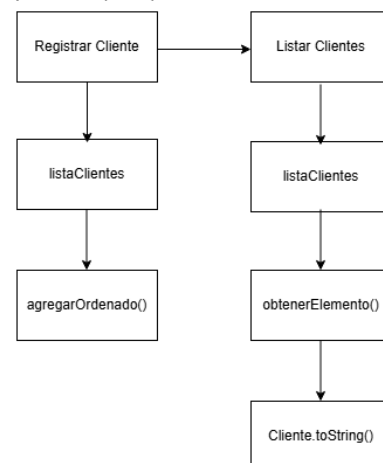 Registrar Cliente
Listar Clientes
listaClientes
listaClientes
agregarOrdenado()
obtenerElemento()
Cliente.toString()